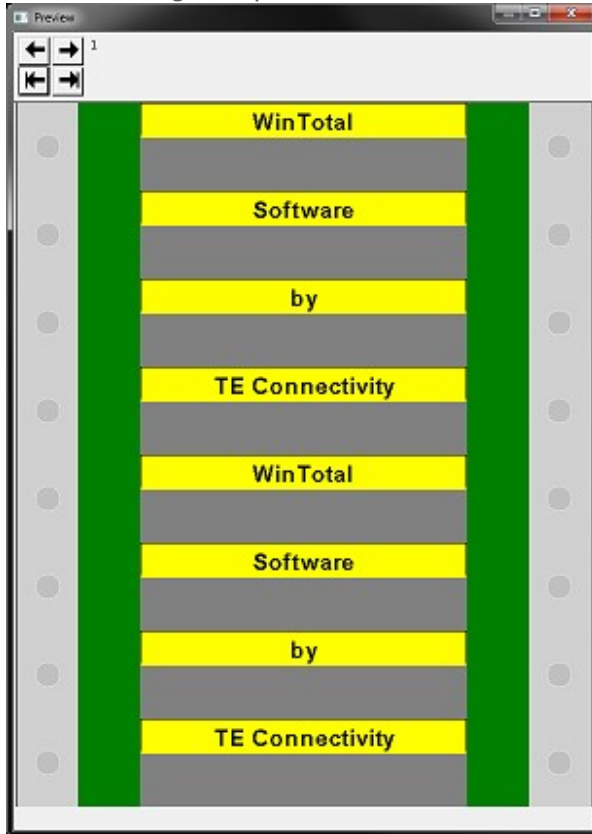 Preview
1
WinTotal
Software
by
TE Connectivity
WinTotal
Software
by
TE Connectivity